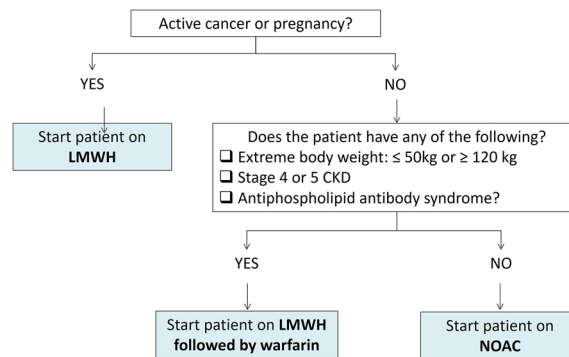 Active cancer or pregnancy?
YES
NO
Start patient on
LMWH
Does the patient have any of the following?
❑ Extreme body weight: ≤ 50kg or ≥ 120 kg
❑ Stage 4 or 5 CKD
❑ Antiphospholipid antibody syndrome?
YES
NO
Start patient on LMWH
followed by warfarin
Start patient on
NOAC